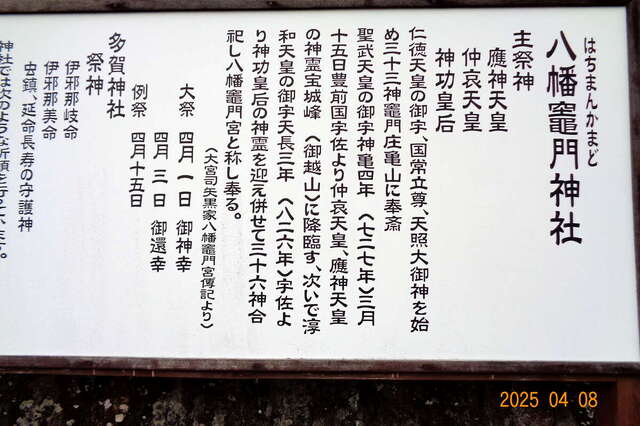 はちまんかまど
八幡竈門神社
主祭神
應神天皇
仲哀天皇
神功皇后
仁徳天皇の御宇、国常立尊、天照大御神を始
め三十三神竈門庄亀山に奉斎
聖武天皇の御宇神亀四年（七二七年）三月
十五日豊前国宇佐より仲哀天皇、應神天皇
の神霊宝城峰（御越山）に降臨す、次いで淳
和天皇の御宇天長三年（八二六年）宇佐よ
り神功皇后の神霊を迎え併せて三十六神合
祀し八幡竈門宮と称し奉る。
（大宮司矢黒家八幡竈門宮傳記より）
大祭 四月一日 御神幸
四月三日 御還幸
例祭 四月十五日
多賀神社
祭神
伊邪那岐命
伊邪那美命
虫鎮、延命長寿の守護神
神社では次のような祈願を行ないます。
2025 04 08